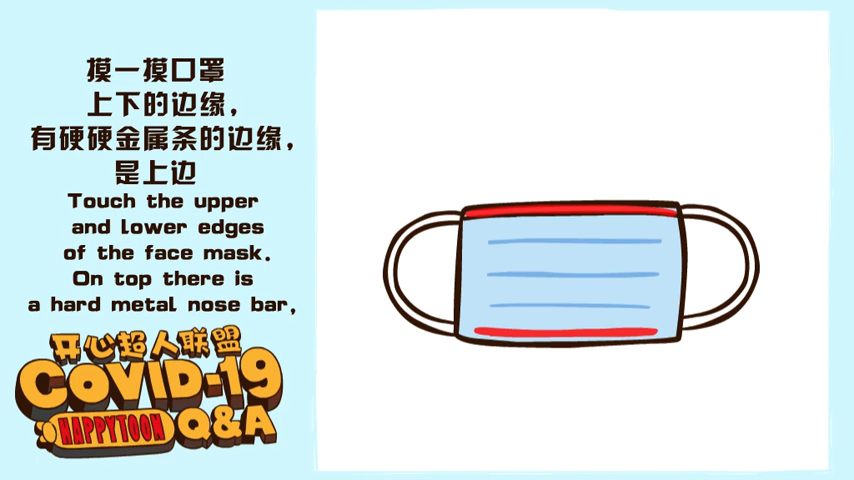 摸一摸口罩
上下的边缘，
有硬硬金属条的边缘，
是上边
Touch the upper
and lower edges
of the face mask.
On top there is
a hard metal nose bar,
开心超人联盟
COVID-19
HAPPYTOON Q&A